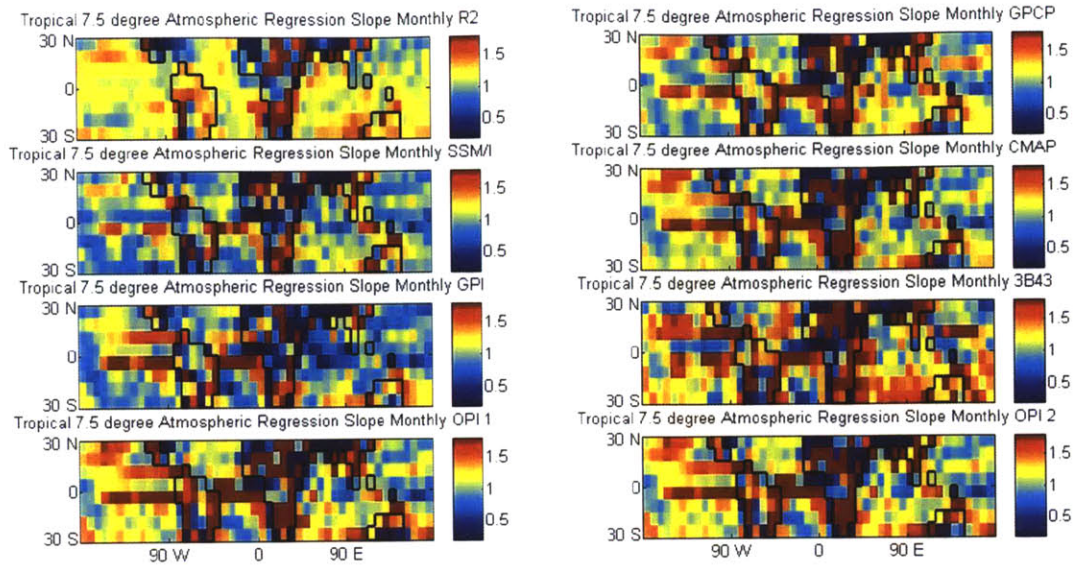 Tropical 7.5 degree Atmospheric Regression Slope Monthly R2
30 N
0
30 S
1.5
1
0.5
Tropical 7.5 degree Atmospheric Regression Slope Monthly SSM/I
30 N
0
30 S
1.5
1
0.5
Tropical 7.5 degree Atmospheric Regression Slope Monthly GPI
30 N
0
30 S
1.5
1
0.5
Tropical 7.5 degree Atmospheric Regression Slope Monthly OPI 1
30 N
0
30 S
1.5
1
0.5
90 W 0 90 E
Tropical 7.5 degree Atmospheric Regression Slope Monthly GPCP
30 N
0
30 S
1.5
1
0.5
Tropical 7.5 degree Atmospheric Regression Slope Monthly CMAP
30 N
0
30 S
1.5
1
0.5
Tropical 7.5 degree Atmospheric Regression Slope Monthly 3B43
30 N
0
30 S
1.5
1
0.5
Tropical 7.5 degree Atmospheric Regression Slope Monthly OPI 2
30 N
0
30 S
1.5
1
0.5
90 W 0 90 E